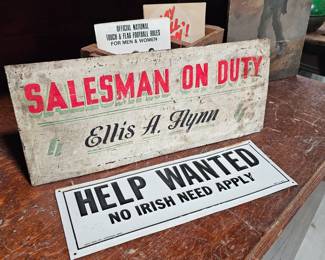 OFFICIAL NATIONAL
TOUCH & FLAG FOOTBALL RULES
FOR MEN & WOMEN
SALESMAN ON DUTY
Ellis A. Flynn
HELP WANTED
NO IRISH NEED APPLY